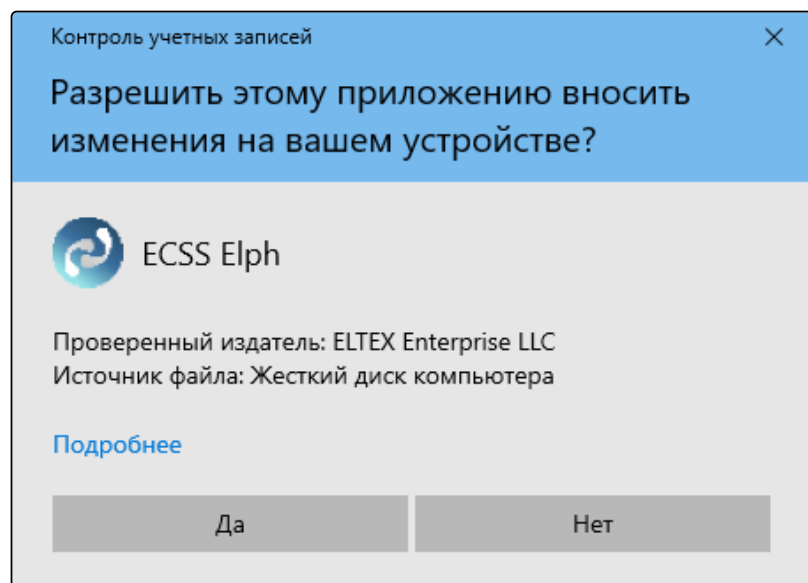 Контроль учетных записей
Разрешить этому приложению вносить
изменения на вашем устройстве?
ECSS Elph
Проверенный издатель: ELTEX Enterprise LLC
Источник файла: Жесткий диск компьютера
Подробнее
Да
Нет